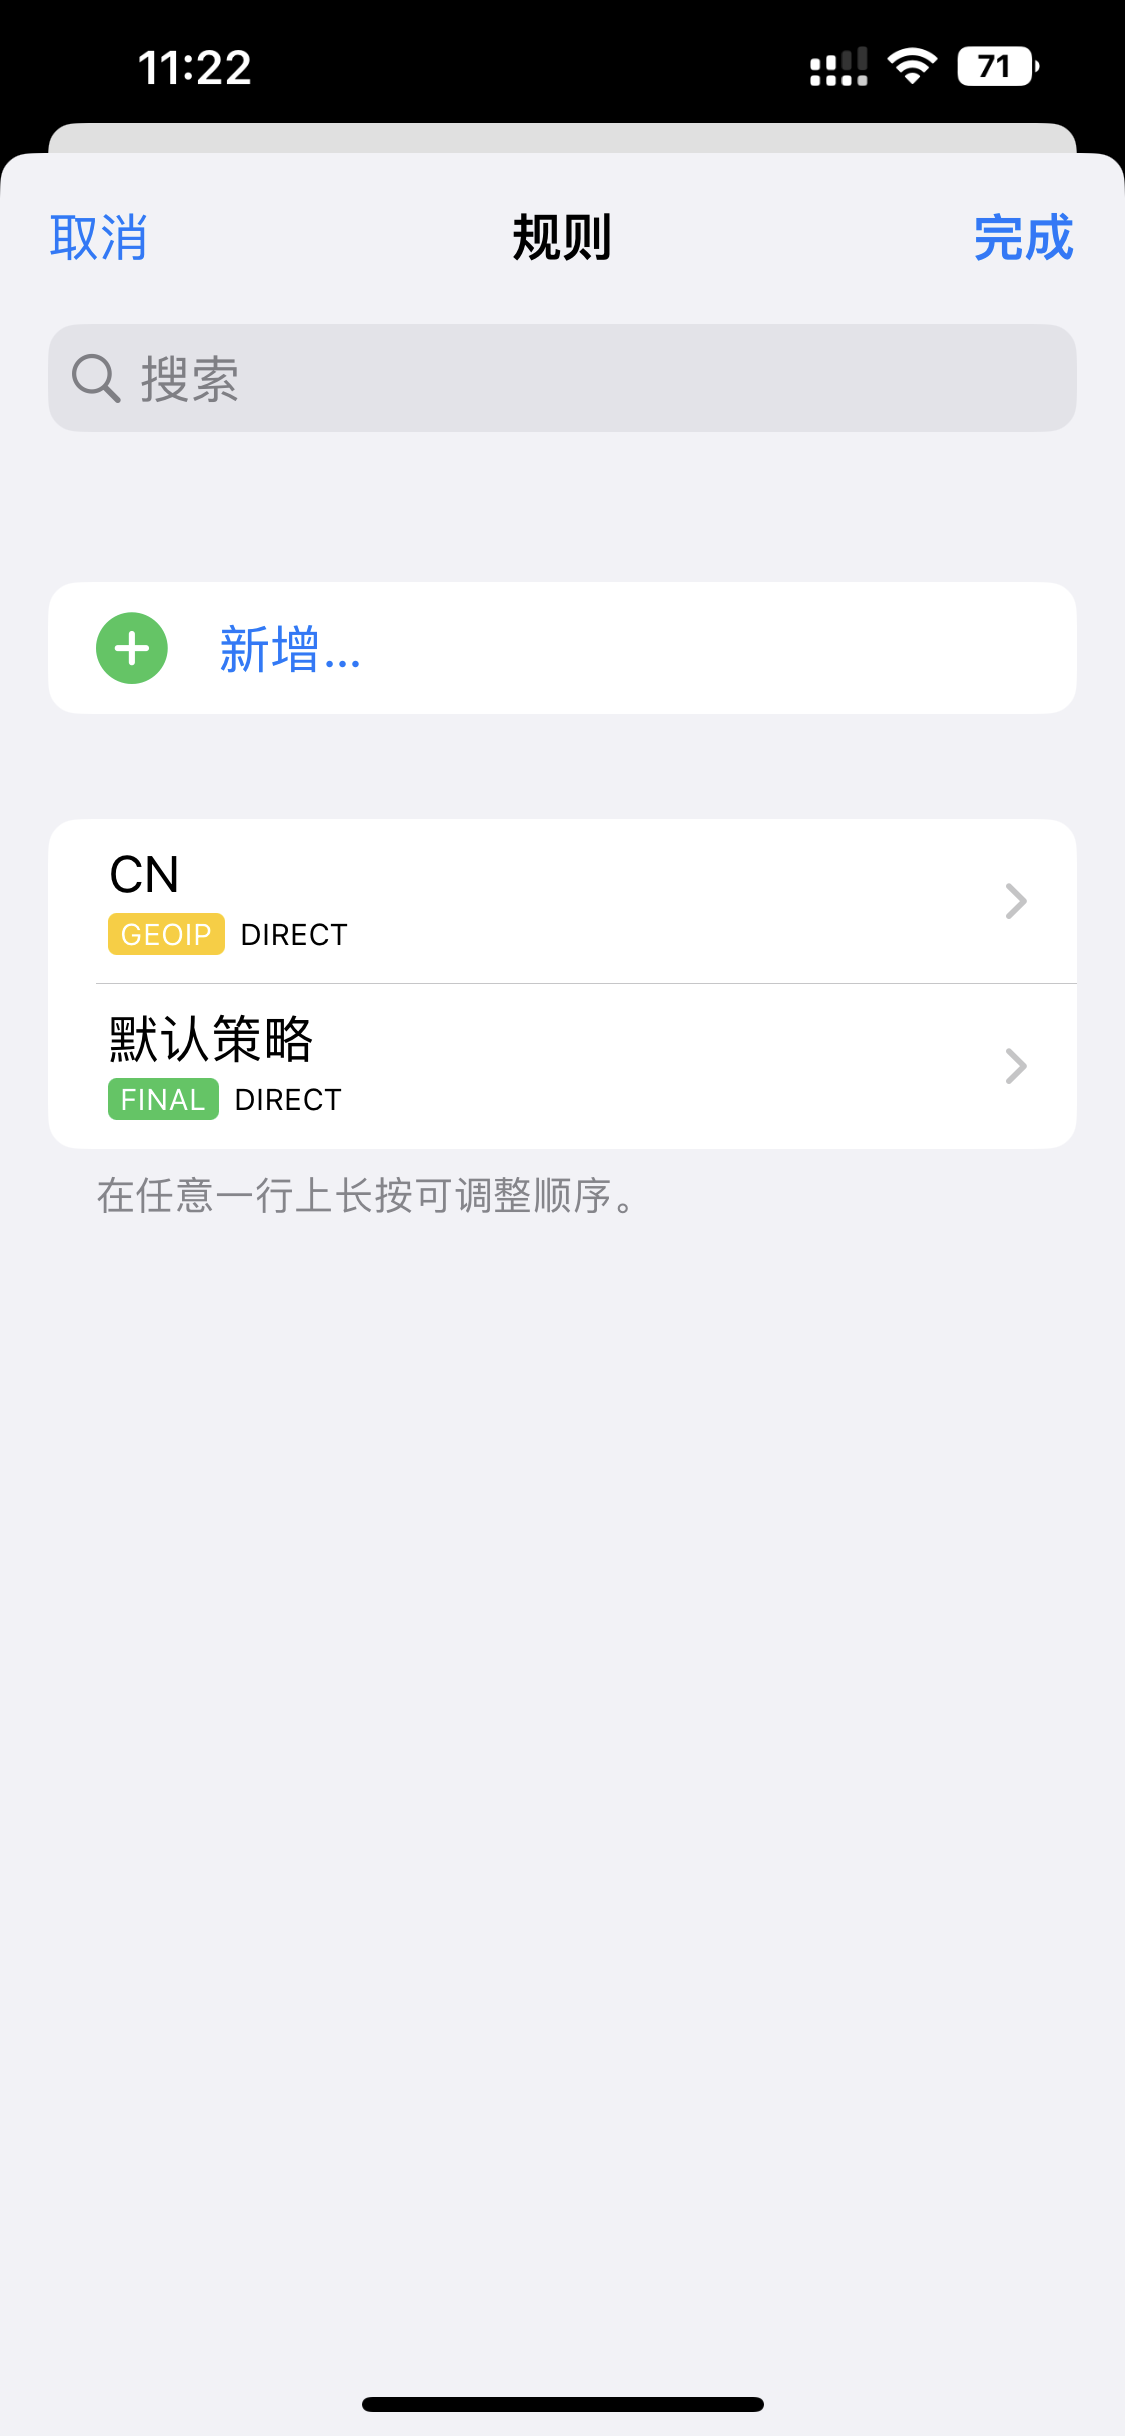 11:22
71
取消
规则
完成
搜索
新增...
CN
GEOIP DIRECT
默认策略
FINAL DIRECT
在任意一行上长按可调整顺序。